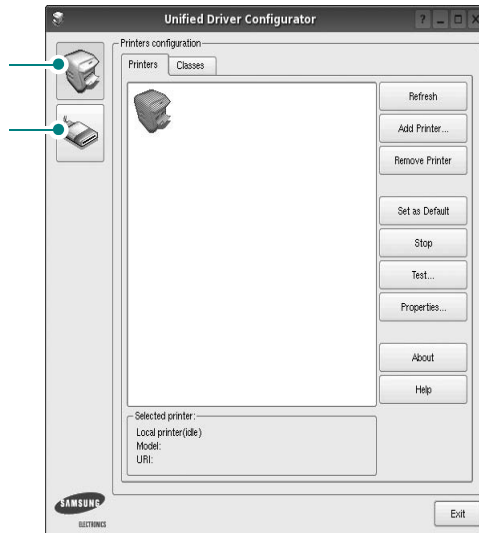 Unified Driver Configurator
?
Printers configuration
Printers
Classes
Refresh
Add Printer...
Remove Printer
Set as Default
Stop
Test...
Properties...
About
Help
Selected printer:
Local printer(idle)
Model:
URI:
SAMSUNG
ELECTRONICS
Exit